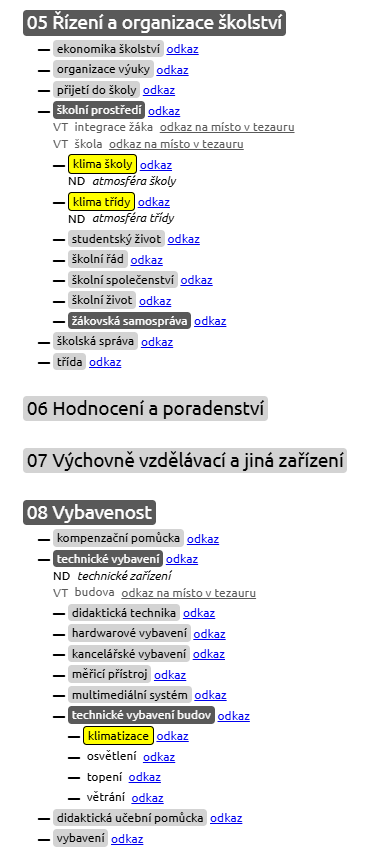 05 Řízení a organizace školství
— ekonomika školství odkaz
— organizace výuky odkaz
— přijetí do školy odkaz
— školní prostředí odkaz
VT integrace žáka odkaz na místo v tezauru
VT škola odkaz na místo v tezauru
— klima školy odkaz
ND atmosféra školy
— klima třídy odkaz
ND atmosféra třídy
— studentský život odkaz
— školní řád odkaz
— školní společenství odkaz
— školní život odkaz
— žákovská samospráva odkaz
— školská správa odkaz
— třída odkaz
06 Hodnocení a poradenství
07 Výchovně vzdělávací a jiná zařízení
08 Vybavenost
— kompenzační pomůcka odkaz
— technické vybavení odkaz
ND technické zařízení
VT budova odkaz na místo v tezauru
— didaktická technika odkaz
— hardwarové vybavení odkaz
— kancelářské vybavení odkaz
— měřicí přístroj odkaz
— multimediální systém odkaz
— technické vybavení budov odkaz
— klimatizace odkaz
— osvětlení odkaz
— topení odkaz
— větrání odkaz
— didaktická učební pomůcka odkaz
— vybavení odkaz